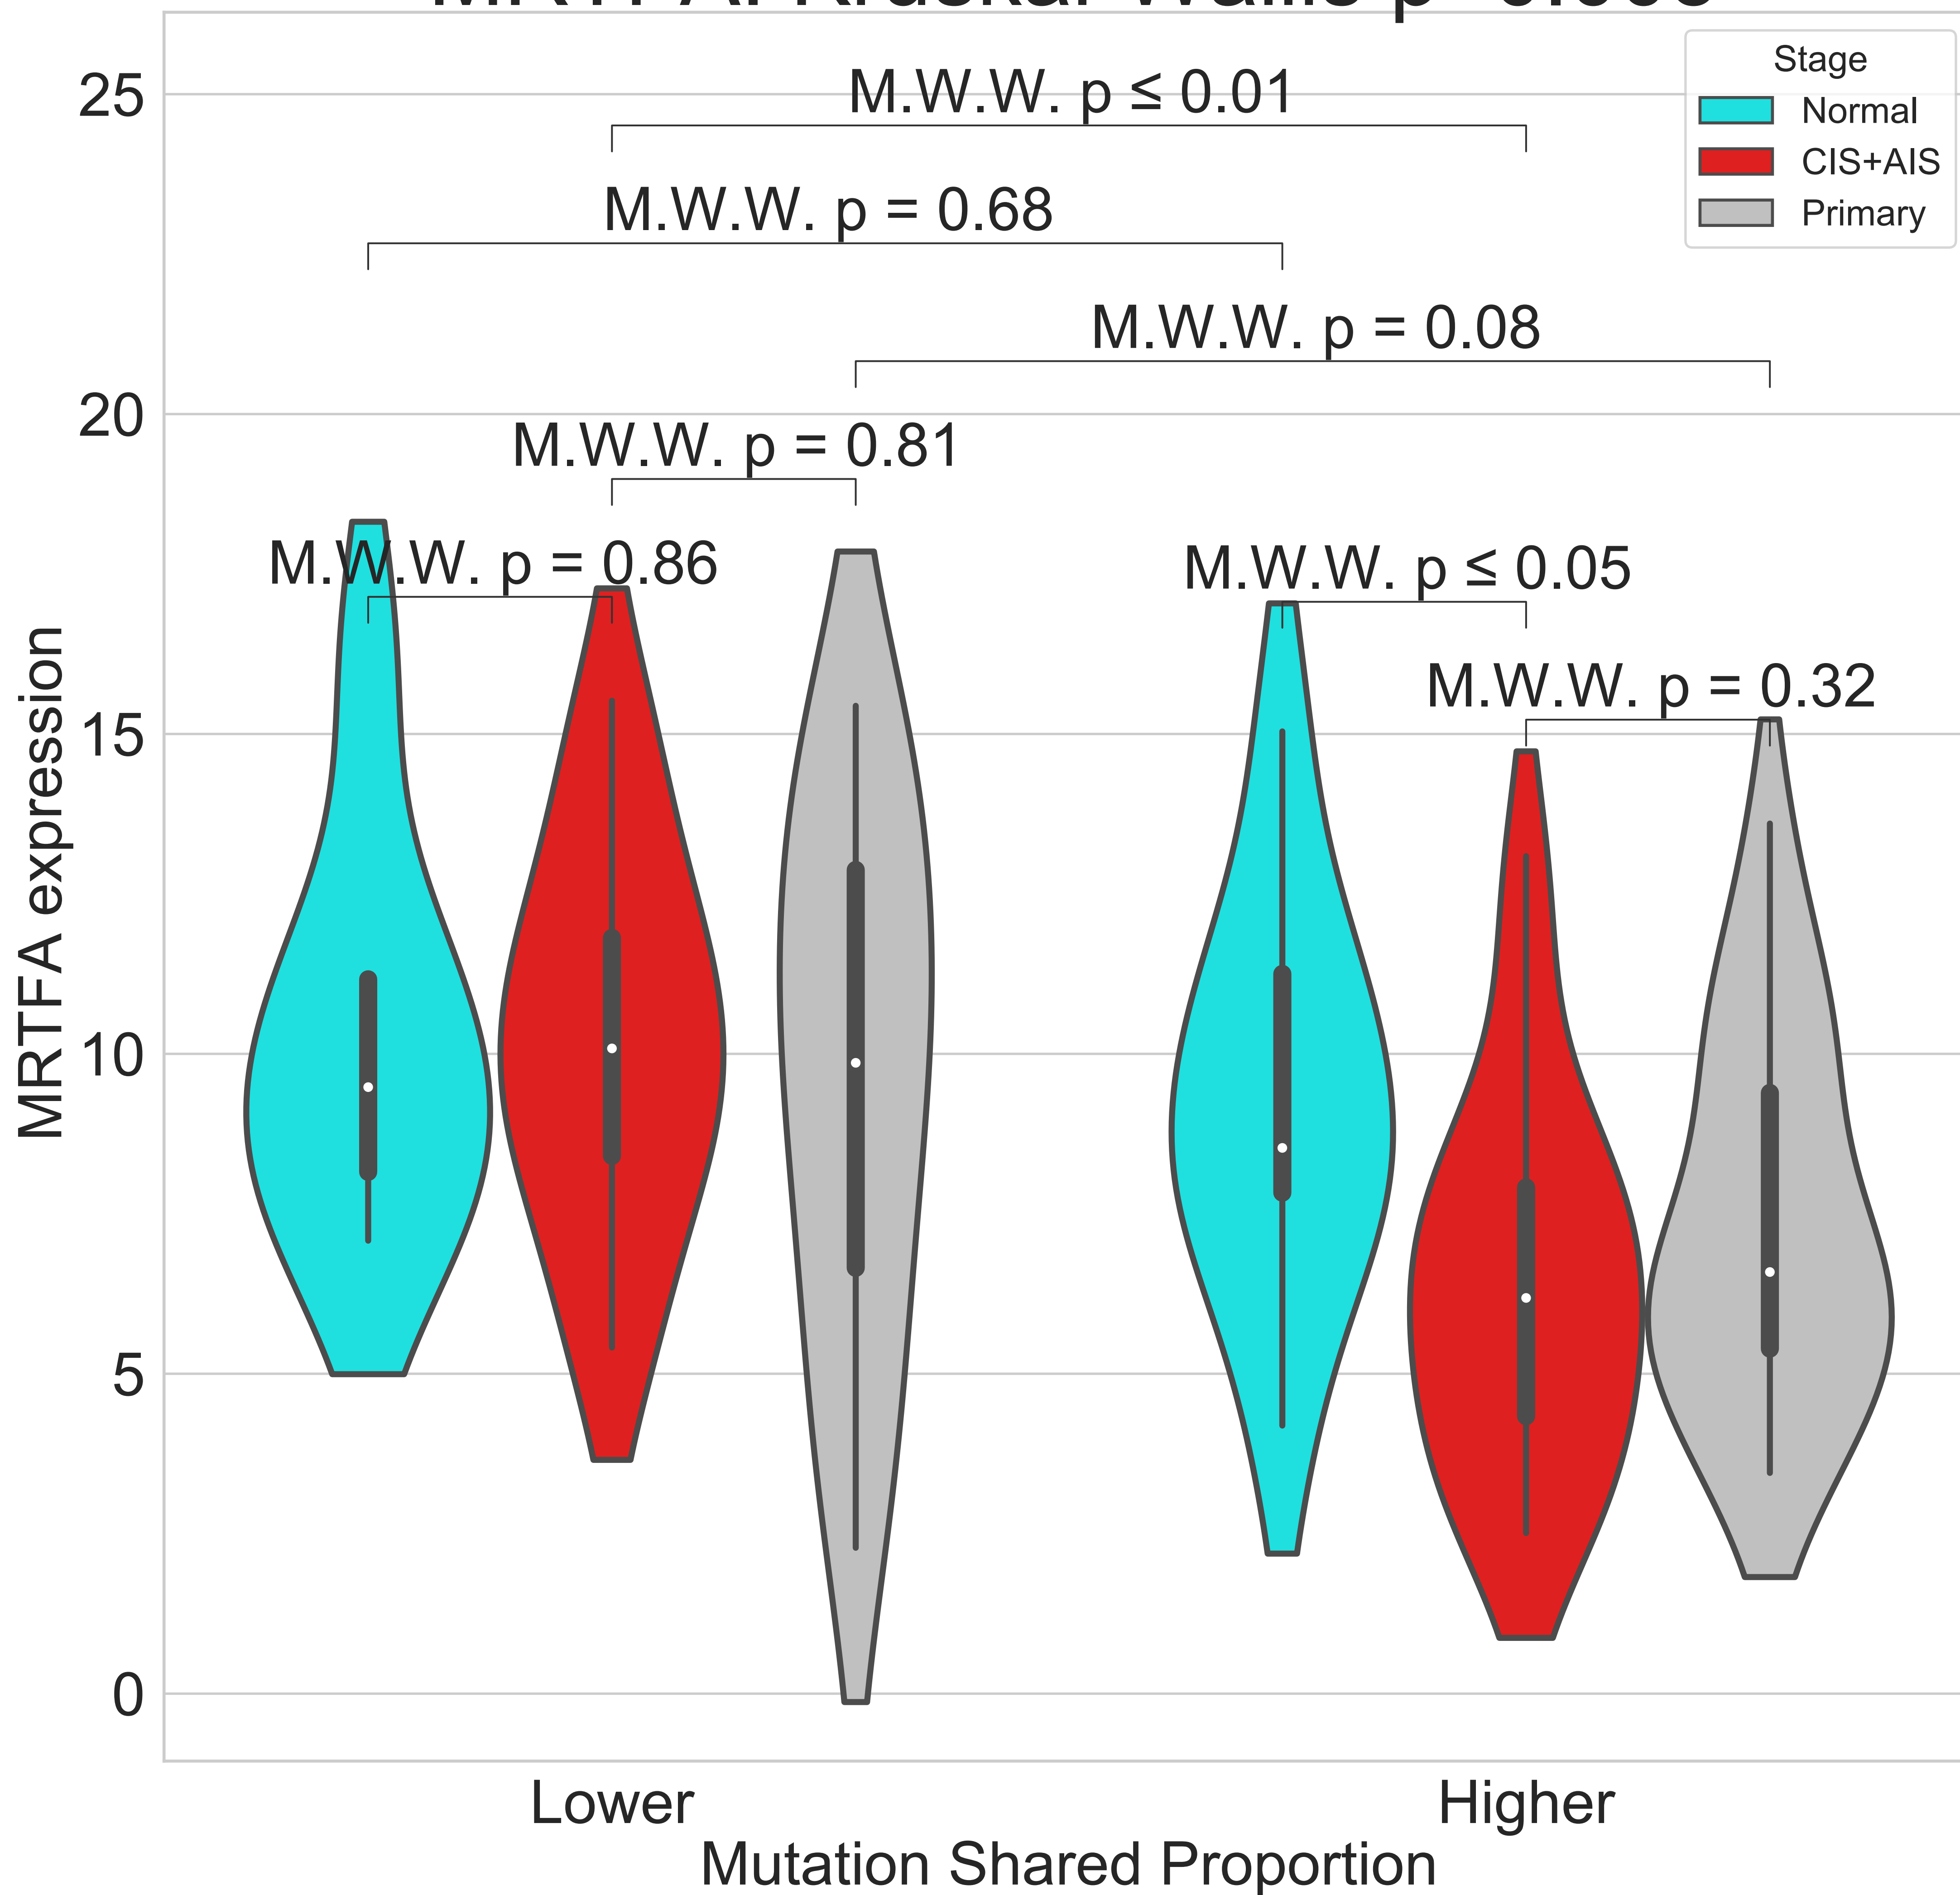 Stage
Normal
CIS+AIS
Primary
M.W.W. p ≤ 0.01
M.W.W. p = 0.68
M.W.W. p = 0.08
M.W.W. p = 0.81
M.W.W. p = 0.86
M.W.W. p ≤ 0.05
M.W.W. p = 0.32
25
20
15
10
5
0
MRTFA expression
Lower
Higher
Mutation Shared Proportion